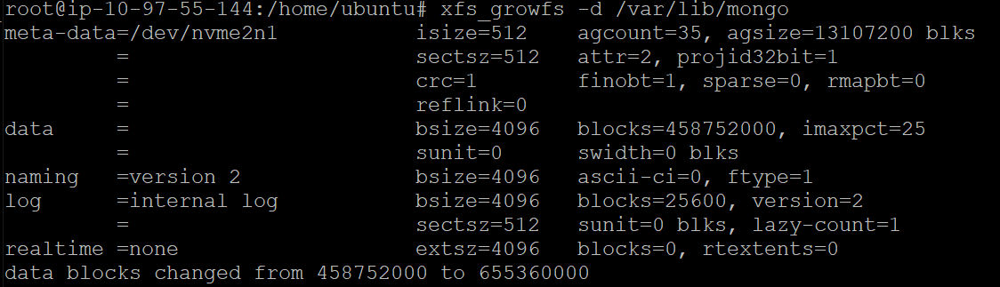 root@ip-10-97-55-144:/home/ubuntu# xfs_growfs -d /var/lib/mongo
meta-data=/dev/nvme2n1           isize=512    agcount=35, agsize=13107200 blks
         =                       sectsz=512   attr=2, projid32bit=1
         =                       crc=1        finobt=1, sparse=0, rmapbt=0
         =                       reflink=0
data     =                       bsize=4096   blocks=458752000, imaxpct=25
         =                       sunit=0      swidth=0 blks
naming   =version 2              bsize=4096   ascii-ci=0, ftype=1
log      =internal log           bsize=4096   blocks=25600, version=2
         =                       sectsz=512   sunit=0 blks, lazy-count=1
realtime =none                   extsz=4096   blocks=0, rtextents=0
data blocks changed from 458752000 to 655360000